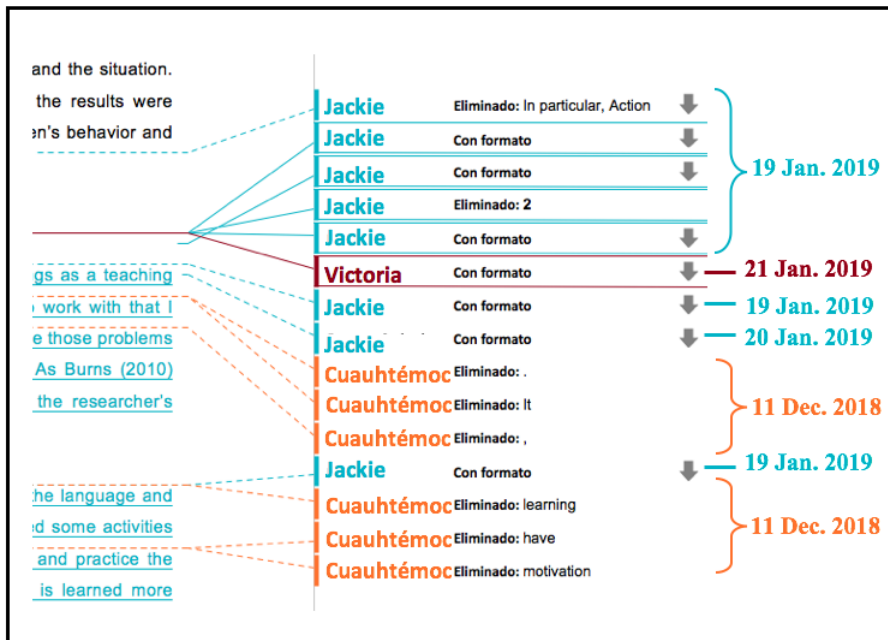 and the situation.
the results were
en's behavior and
gs as a teaching
work with that I
e those problems
As Burns (2010)
the researcher's
the language and
ed some activities
and practice the
is learned more
Jackie Eliminado: In particular, Action
Jackie Con formato
Jackie Con formato
Jackie Eliminado: 2
Jackie Con formato
19 Jan. 2019
Victoria Con formato 21 Jan. 2019
Jackie Con formato 19 Jan. 2019
Jackie Con formato 20 Jan. 2019
Cuauhtémoc Eliminado: .
Cuauhtémoc Eliminado: It
Cuauhtémoc Eliminado: ,
11 Dec. 2018
Jackie Con formato 19 Jan. 2019
Cuauhtémoc Eliminado: learning
Cuauhtémoc Eliminado: have
Cuauhtémoc Eliminado: motivation
11 Dec. 2018